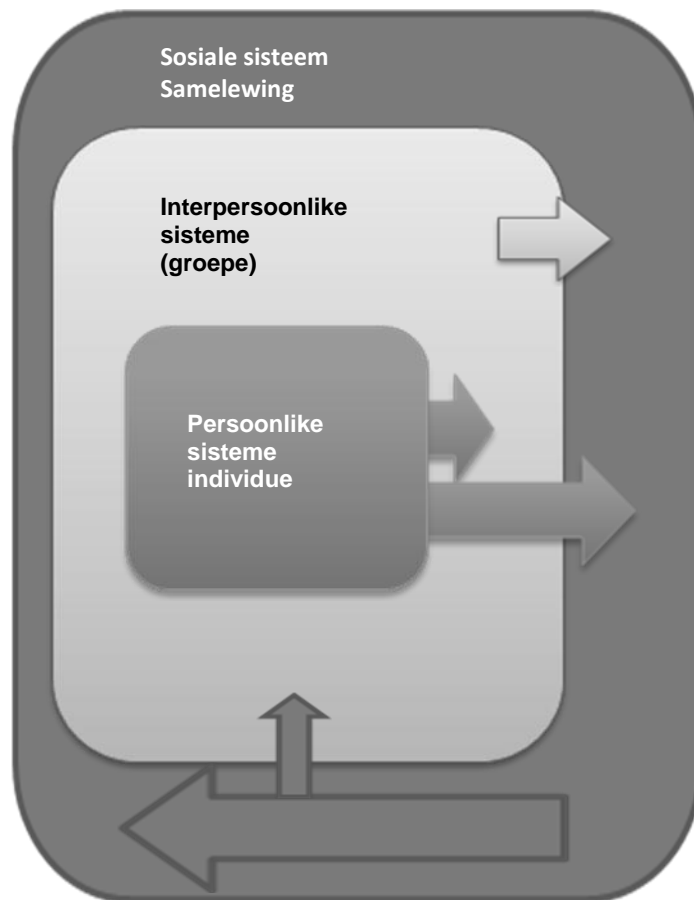 Sosiale sisteem
Samelewing
Interpersoonlike
sisteme
(groepe)
Persoonlike
sisteme
individue